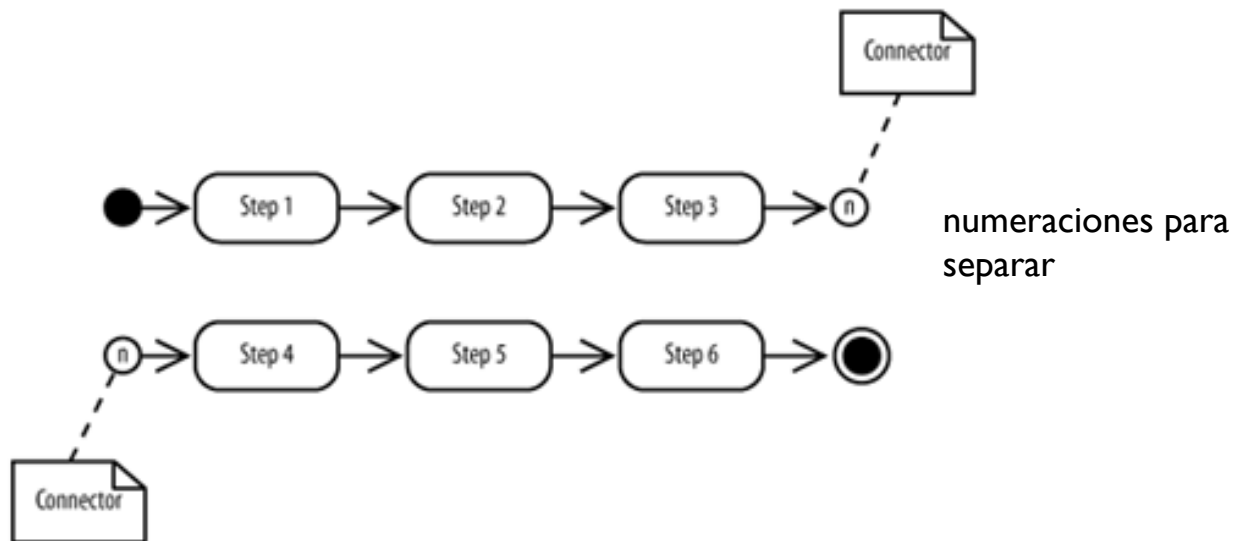 Connector
Step 1
Step 2
Step 3
n
numeraciones para
separar
n
Step 4
Step 5
Step 6
Connector